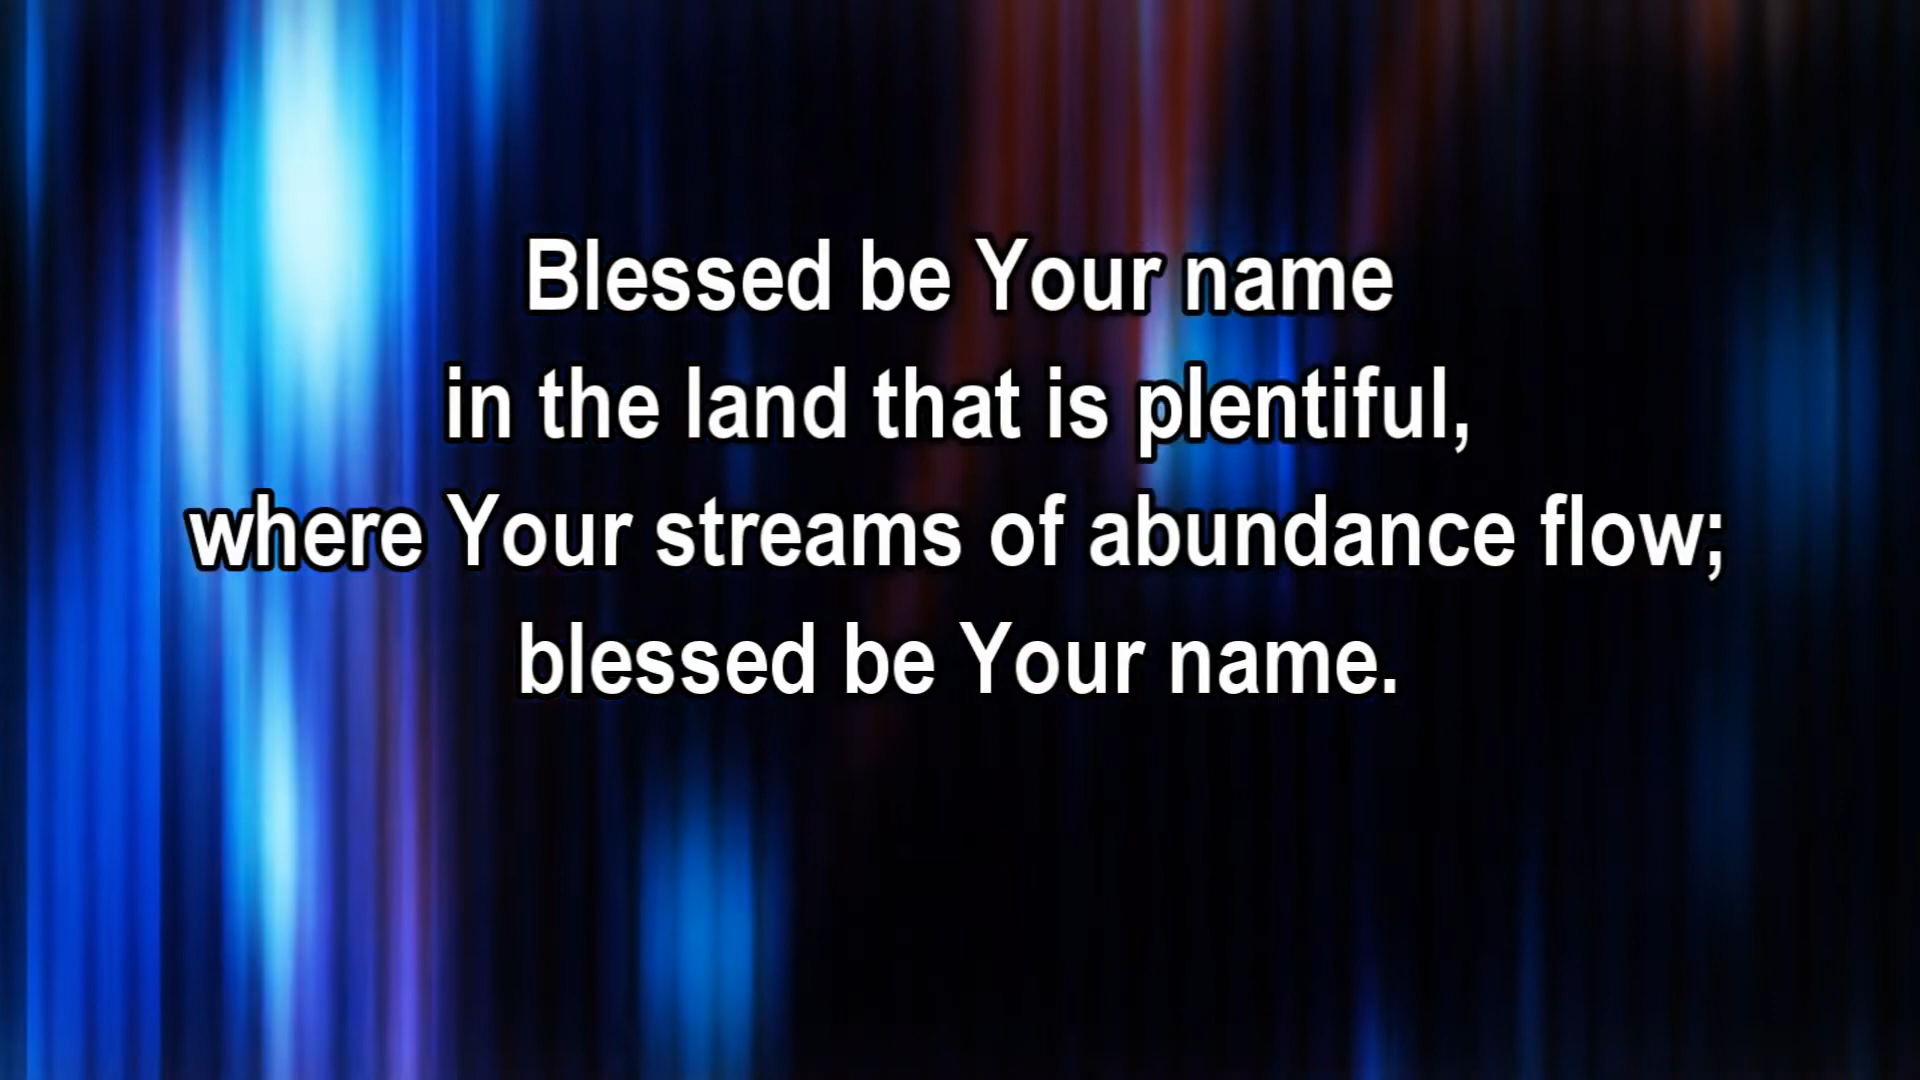 Blessed be Your name
in the land that is plentiful,
where Your streams of abundance flow;
blessed be Your name.